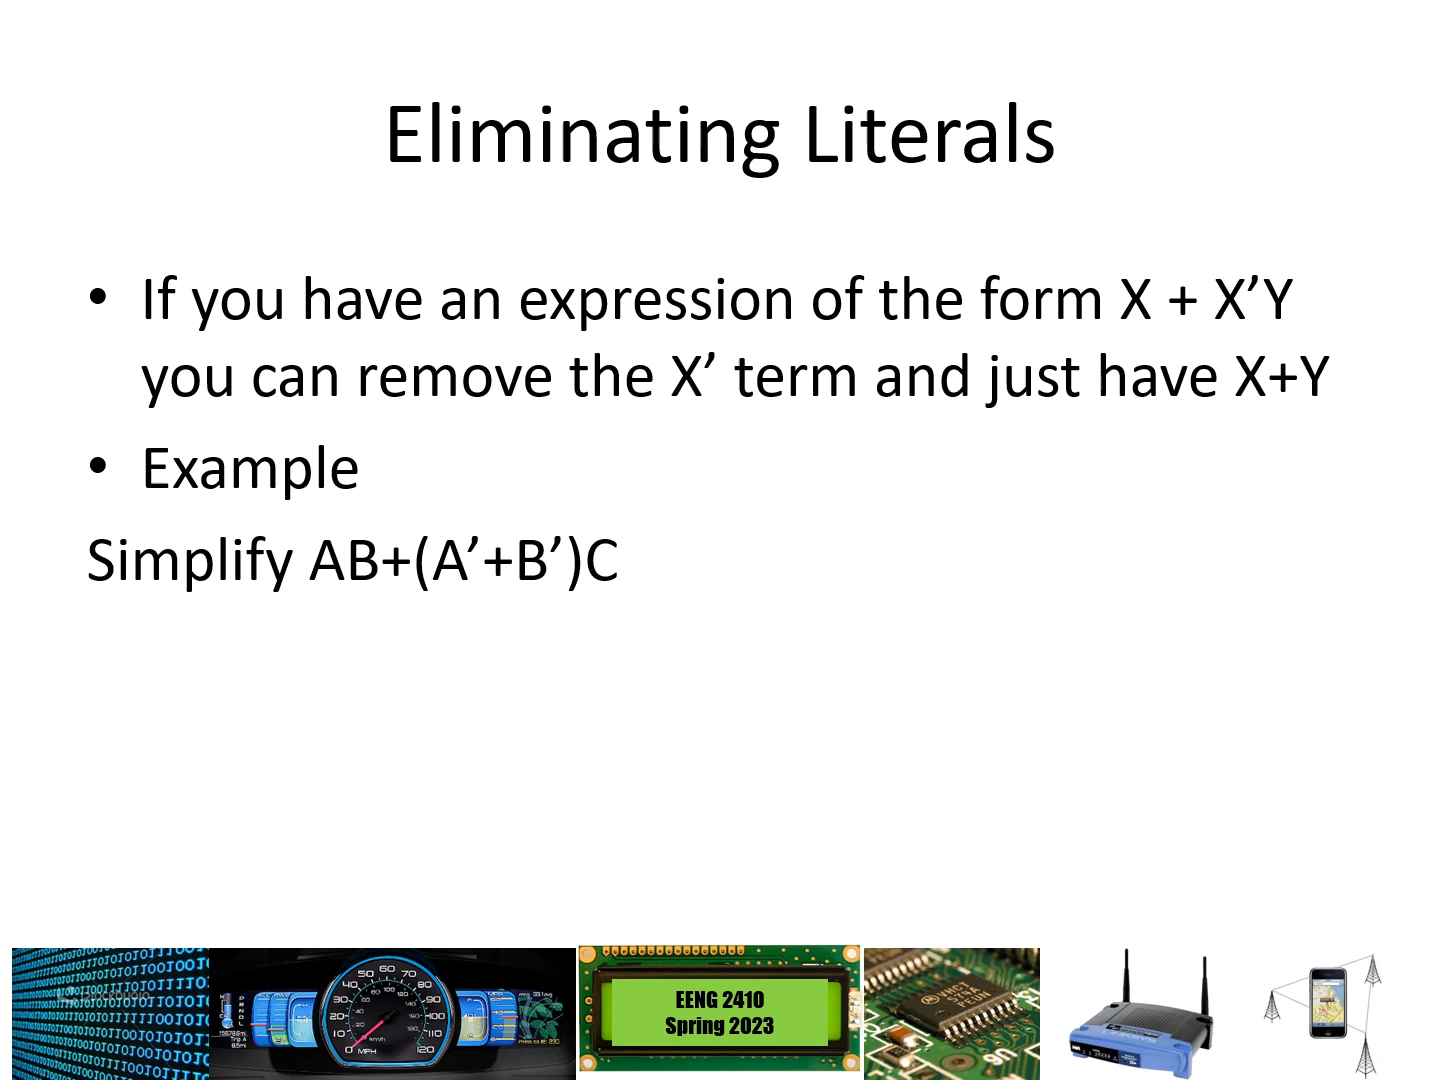 Eliminating Literals
• If you have an expression of the form X + X’Y
you can remove the X’ term and just have X+Y
• Example
Simplify AB+(A’+B’)C
EENG 2410
Spring 2023